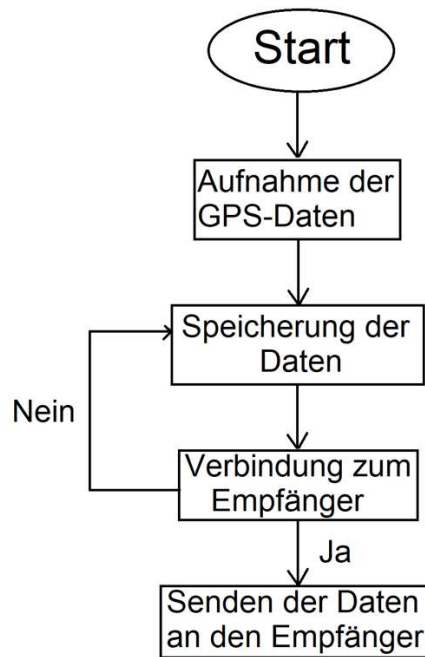 Start
Aufnahme der
GPS-Daten
Speicherung der
Daten
Nein
Verbindung zum
Empfänger
Ja
Senden der Daten
an den Empfänger